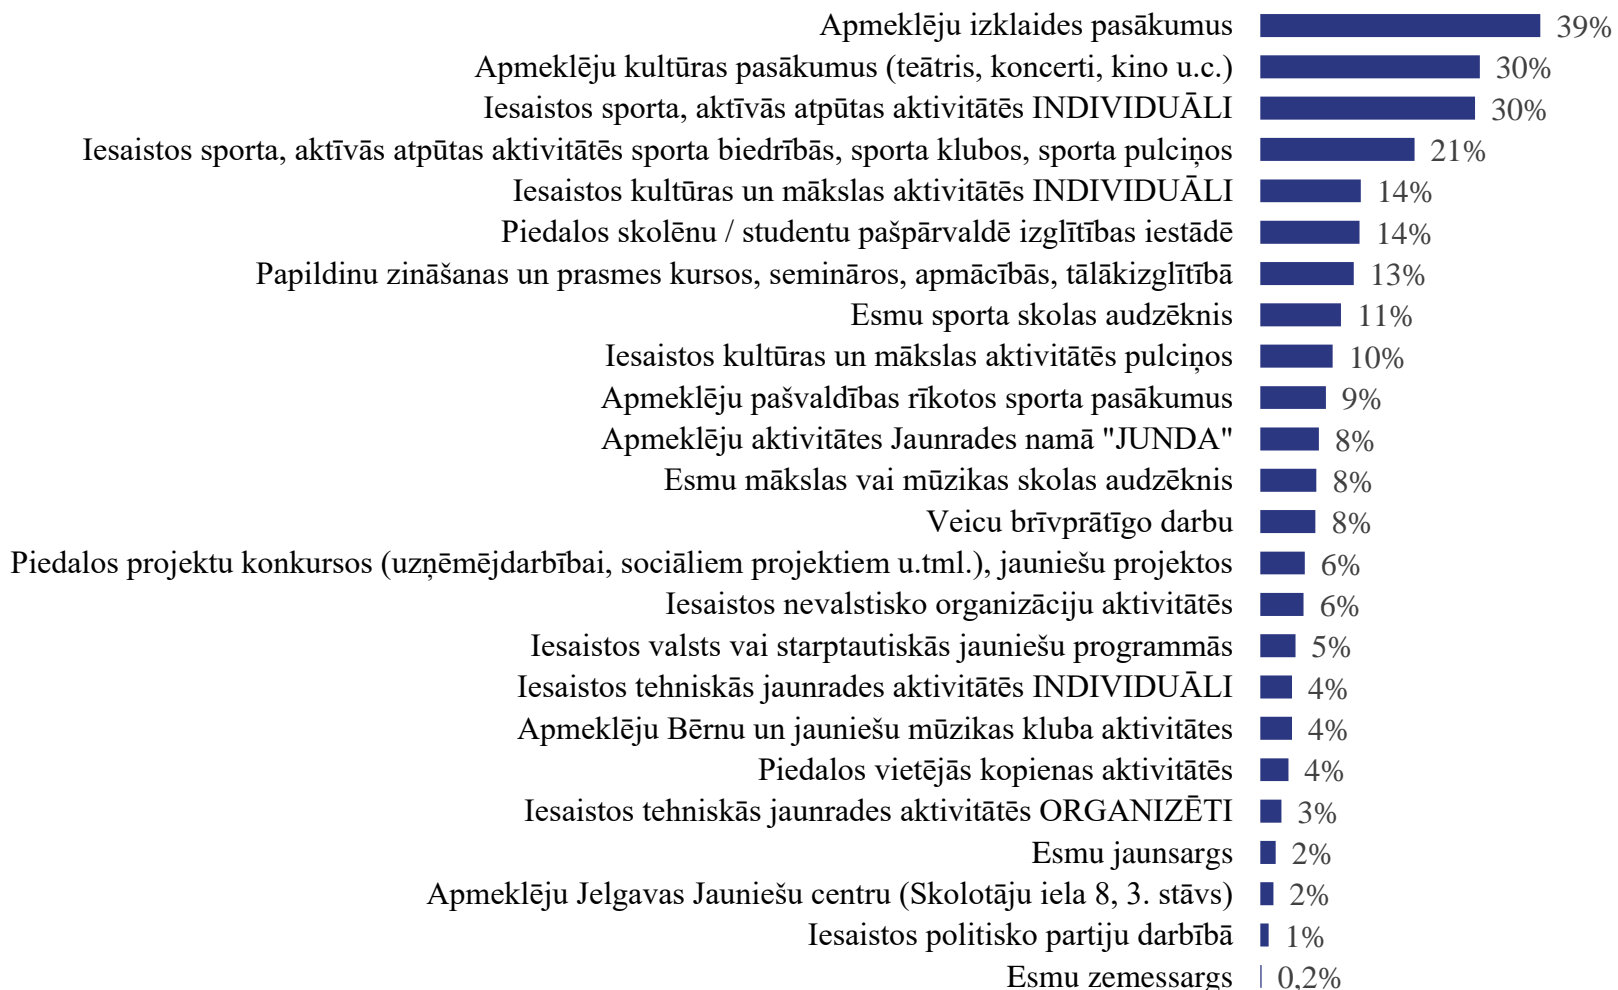 Apmeklēju izklaides pasākumus 39%
Apmeklēju kultūras pasākumus (teātris, koncerti, kino u.c.) 30%
Iesaistos sporta, aktīvās atpūtas aktivitātēs INDIVIDUĀLI 30%
Iesaistos sporta, aktīvās atpūtas aktivitātēs sporta biedrībās, sporta klubos, sporta pulciņos 21%
Iesaistos kultūras un mākslas aktivitātēs INDIVIDUĀLI 14%
Piedalos skolēnu / studentu pašpārvaldē izglītības iestādē 14%
Papildinu zināšanas un prasmes kursos, semināros, apmācībās, tālākizglītībā 13%
Esmu sporta skolas audzēknis 11%
Iesaistos kultūras un mākslas aktivitātēs pulciņos 10%
Apmeklēju pašvaldības rīkotos sporta pasākumus 9%
Apmeklēju aktivitātes Jaunrades namā "JUNDA" 8%
Esmu mākslas vai mūzikas skolas audzēknis 8%
Veicu brīvprātīgo darbu 8%
Piedalos projektu konkursos (uzņēmējdarbībai, sociāliem projektiem u.tml.), jauniešu projektos 6%
Iesaistos nevalstisko organizāciju aktivitātēs 6%
Iesaistos valsts vai starptautiskās jauniešu programmās 5%
Iesaistos tehniskās jaunrades aktivitātēs INDIVIDUĀLI 4%
Apmeklēju Bērnu un jauniešu mūzikas kluba aktivitātes 4%
Piedalos vietējās kopienas aktivitātēs 4%
Iesaistos tehniskās jaunrades aktivitātēs ORGANIZĒTI 3%
Esmu jaunsargs 2%
Apmeklēju Jelgavas Jauniešu centru (Skolotāju iela 8, 3. stāvs) 2%
Iesaistos politisko partiju darbībā 1%
Esmu zemessargs 0,2%